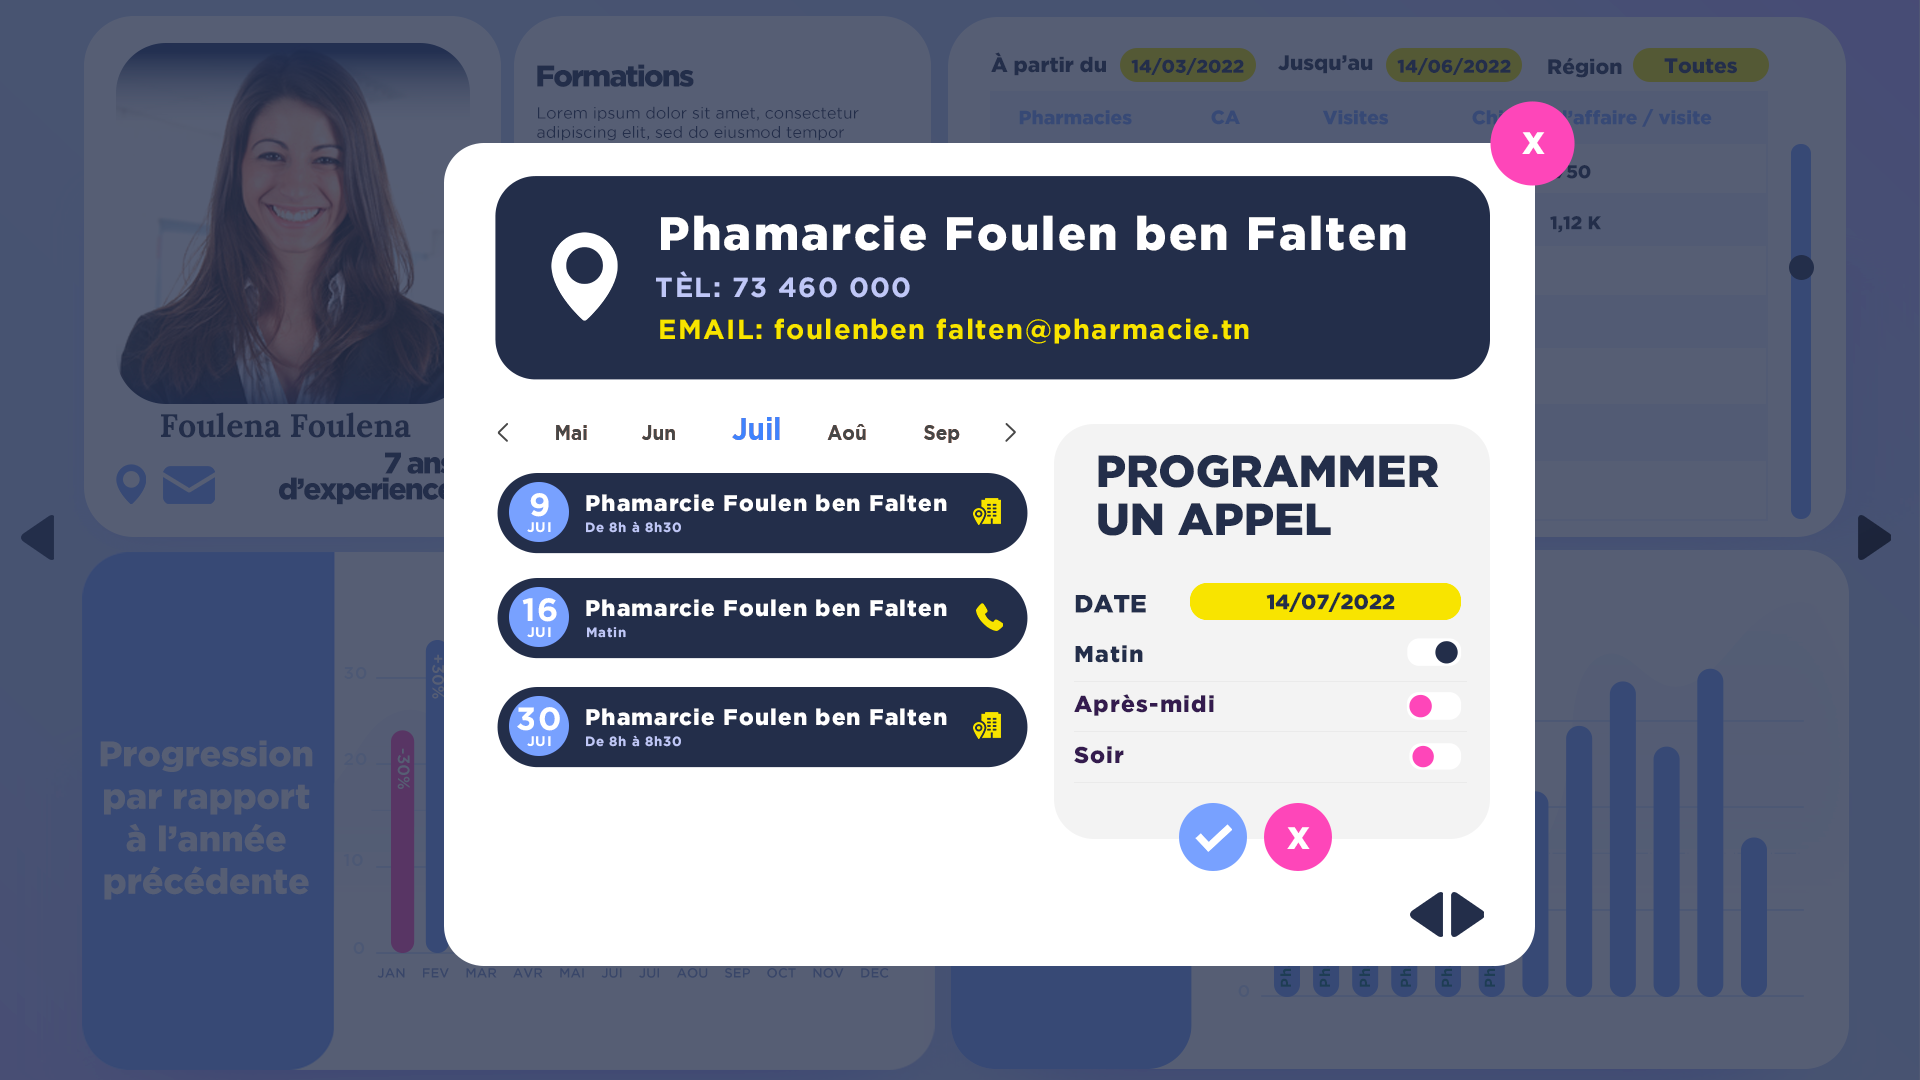 Formations
Lorem ipsum dolor sit amet, consectetur
adipiscing elit, sed do eiusmod tempor
À partir du 14/03/2022 Jusqu'au 14/06/2022 Région Toutes
Pharmacies CA Visites d'affaire / visite
X
1,12 K
Phamarcie Foulen ben Falten
TÈL: 73 460 000
EMAIL: foulenben falten@pharmacie.tn
Foulena Foulena
7 ans
d'experience
Mai Jun Juil Aoû Sep
9 JUI
Phamarcie Foulen ben Falten
De 8h à 8h30
16 JUI
Phamarcie Foulen ben Falten
Matin
30 JUI
Phamarcie Foulen ben Falten
De 8h à 8h30
PROGRAMMER
UN APPEL
DATE 14/07/2022
Matin
Après-midi
Soir
X
Progression
par rapport
à l'année
précédente
30
20
10
0
-30%
+30%
JAN FEV MAR AVR MAI JUI JUI AOU SEP OCT NOV DEC
0
Ph Ph Ph Ph Ph Ph